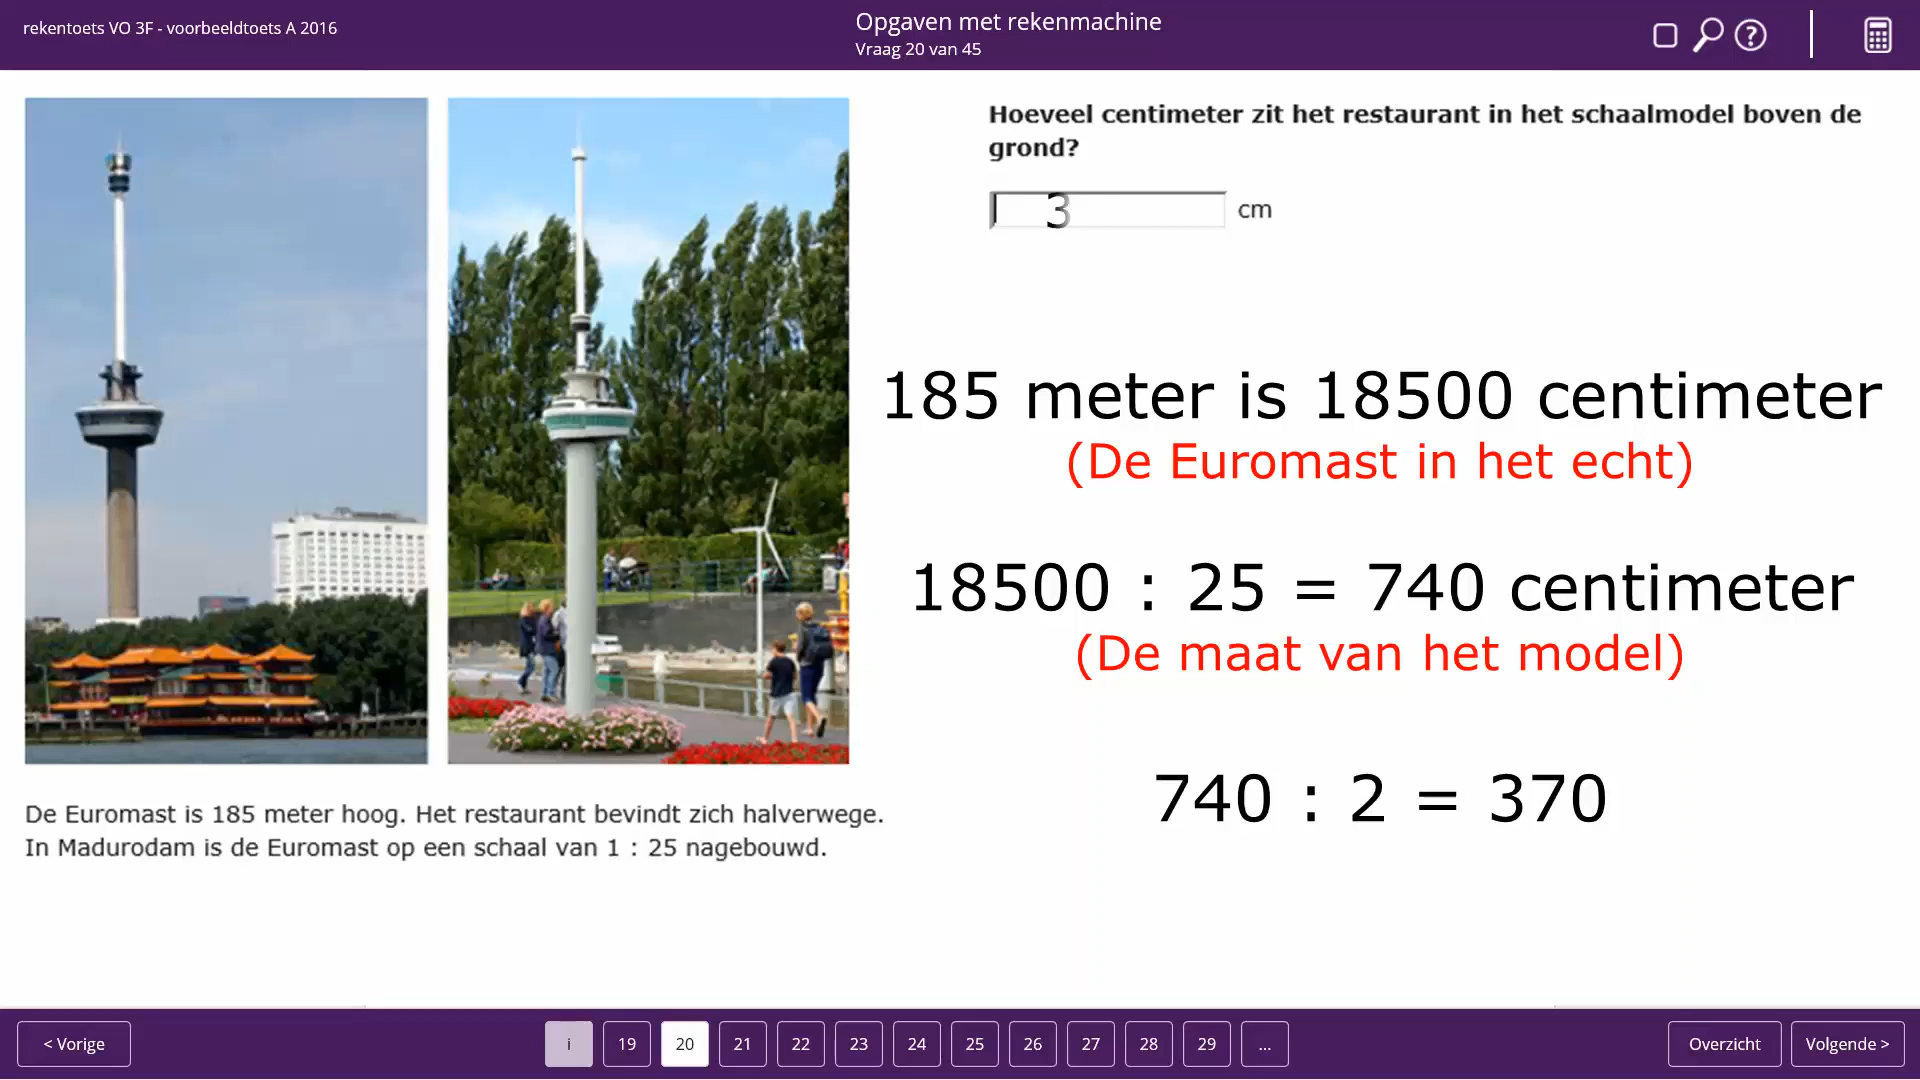 rekentoets VO 3F - voorbeeldtoets A 2016
Opgaven met rekenmachine
Vraag 20 van 45
Hoeveel centimeter zit het restaurant in het schaalmodel boven de
grond?
3 cm
185 meter is 18500 centimeter
(De Euromast in het echt)
18500 : 25 = 740 centimeter
(De maat van het model)
740 : 2 = 370
De Euromast is 185 meter hoog. Het restaurant bevindt zich halverwege.
In Madurodam is de Euromast op een schaal van 1 : 25 nagebouwd.
< Vorige i 19 20 21 22 23 24 25 26 27 28 29 ... Overzicht Volgende >